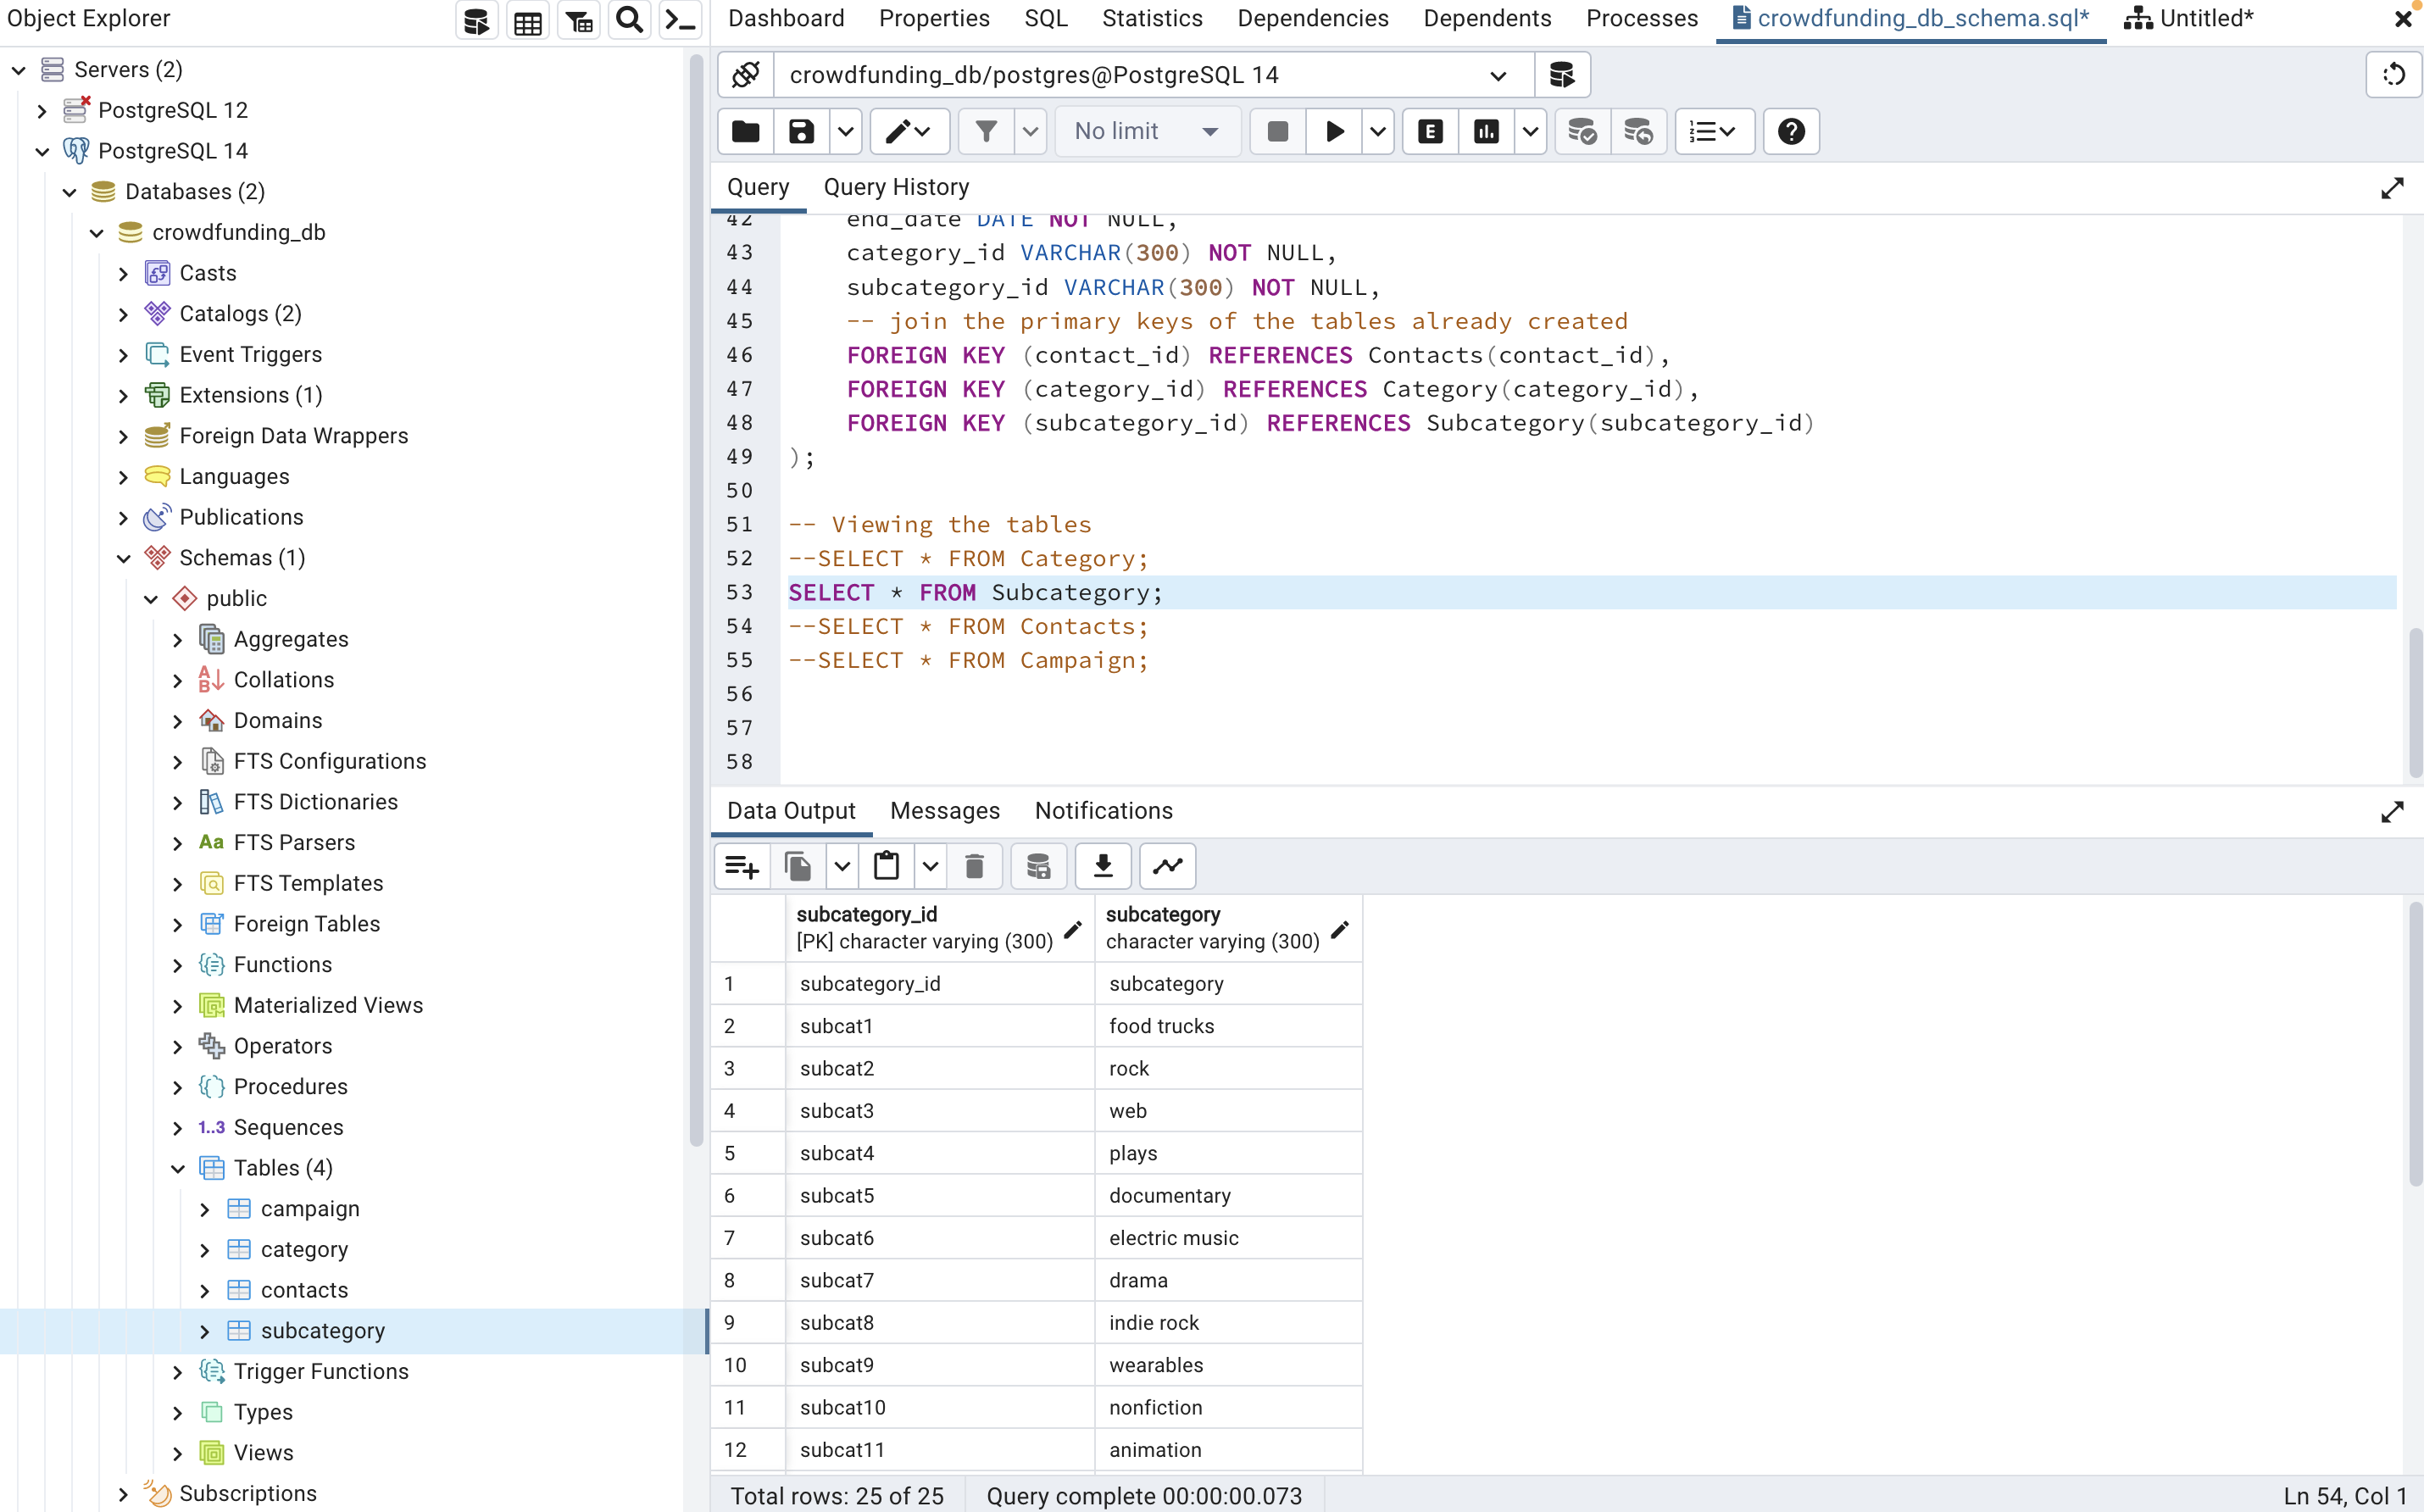 Object Explorer
Servers (2)
PostgreSQL 12
PostgreSQL 14
Databases (2)
crowdfunding_db
Casts
Catalogs (2)
Event Triggers
Extensions (1)
Foreign Data Wrappers
Languages
Publications
Schemas (1)
public
Aggregates
Collations
Domains
FTS Configurations
FTS Dictionaries
Aa FTS Parsers
FTS Templates
Foreign Tables
Functions
Materialized Views
Operators
Procedures
1..3 Sequences
Tables (4)
campaign
category
contacts
subcategory
Trigger Functions
Types
Views
Subscriptions
Dashboard Properties SQL Statistics Dependencies Dependents Processes crowdfunding_db_schema.sql* Untitled*
crowdfunding_db/postgres@PostgreSQL 14
No limit E
Query Query History
42 end_date DATE NOT NULL,
43 category_id VARCHAR(300) NOT NULL,
44 subcategory_id VARCHAR(300) NOT NULL,
45 -- join the primary keys of the tables already created
46 FOREIGN KEY (contact_id) REFERENCES Contacts(contact_id),
47 FOREIGN KEY (category_id) REFERENCES Category(category_id),
48 FOREIGN KEY (subcategory_id) REFERENCES Subcategory(subcategory_id)
49 );
50
51 -- Viewing the tables
52 --SELECT * FROM Category;
53 SELECT * FROM Subcategory;
54 --SELECT * FROM Contacts;
55 --SELECT * FROM Campaign;
56
57
58
Data Output Messages Notifications
subcategory_id subcategory
[PK] character varying (300) character varying (300)
1 subcategory_id subcategory
2 subcat1 food trucks
3 subcat2 rock
4 subcat3 web
5 subcat4 plays
6 subcat5 documentary
7 subcat6 electric music
8 subcat7 drama
9 subcat8 indie rock
10 subcat9 wearables
11 subcat10 nonfiction
12 subcat11 animation
Total rows: 25 of 25 Query complete 00:00:00.073 Ln 54, Col 1